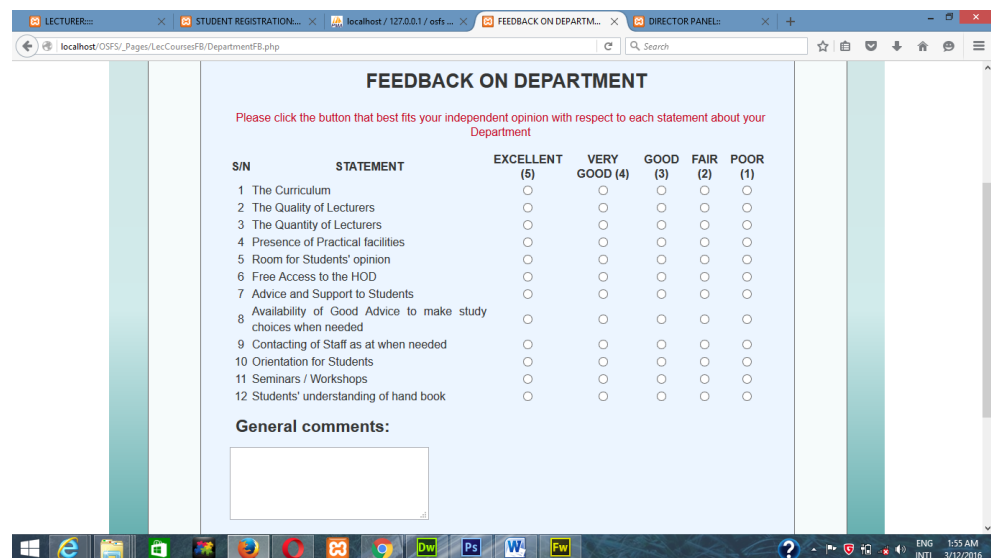 LECTURER::::
STUDENT REGISTRATION:...
localhost / 127.0.0.1 / osfs ...
FEEDBACK ON DEPARTM...
DIRECTOR PANEL::
localhost/OSFS/_Pages/LecCoursesFB/DepartmentFB.php
Search
FEEDBACK ON DEPARTMENT
Please click the button that best fits your independent opinion with respect to each statement about your
Department
S/N STATEMENT EXCELLENT (5) VERY GOOD (4) GOOD (3) FAIR (2) POOR (1)
1 The Curriculum
2 The Quality of Lecturers
3 The Quantity of Lecturers
4 Presence of Practical facilities
5 Room for Students' opinion
6 Free Access to the HOD
7 Advice and Support to Students
8 Availability of Good Advice to make study
choices when needed
9 Contacting of Staff as at when needed
10 Orientation for Students
11 Seminars / Workshops
12 Students' understanding of hand book
General comments:
Dw
Ps
W
Fw
ENG 1:55 AM
INTL 3/12/2016